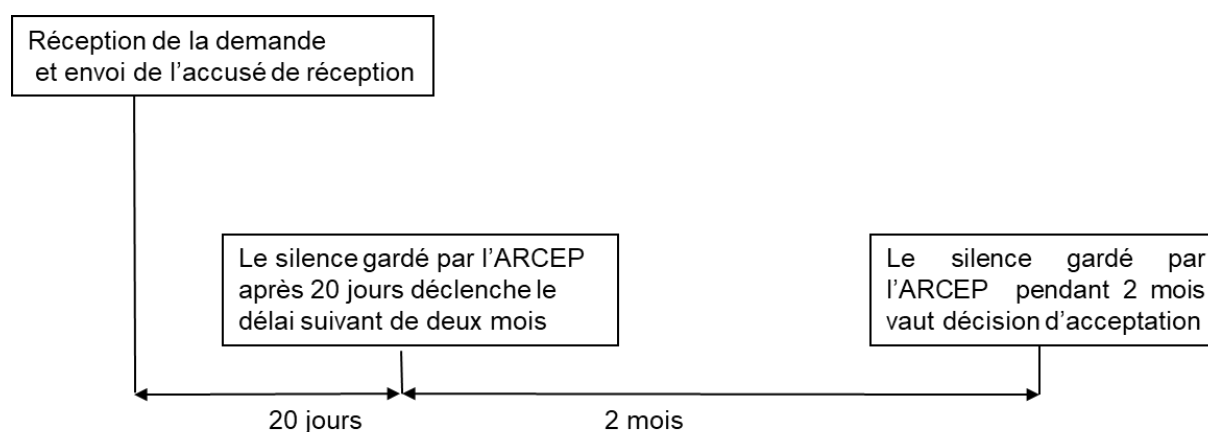 Réception de la demande
et envoi de l’accusé de réception
Le silence gardé par l’ARCEP
après 20 jours déclenche le
délai suivant de deux mois
Le silence gardé par
l’ARCEP pendant 2 mois
vaut décision d’acceptation
20 jours
2 mois